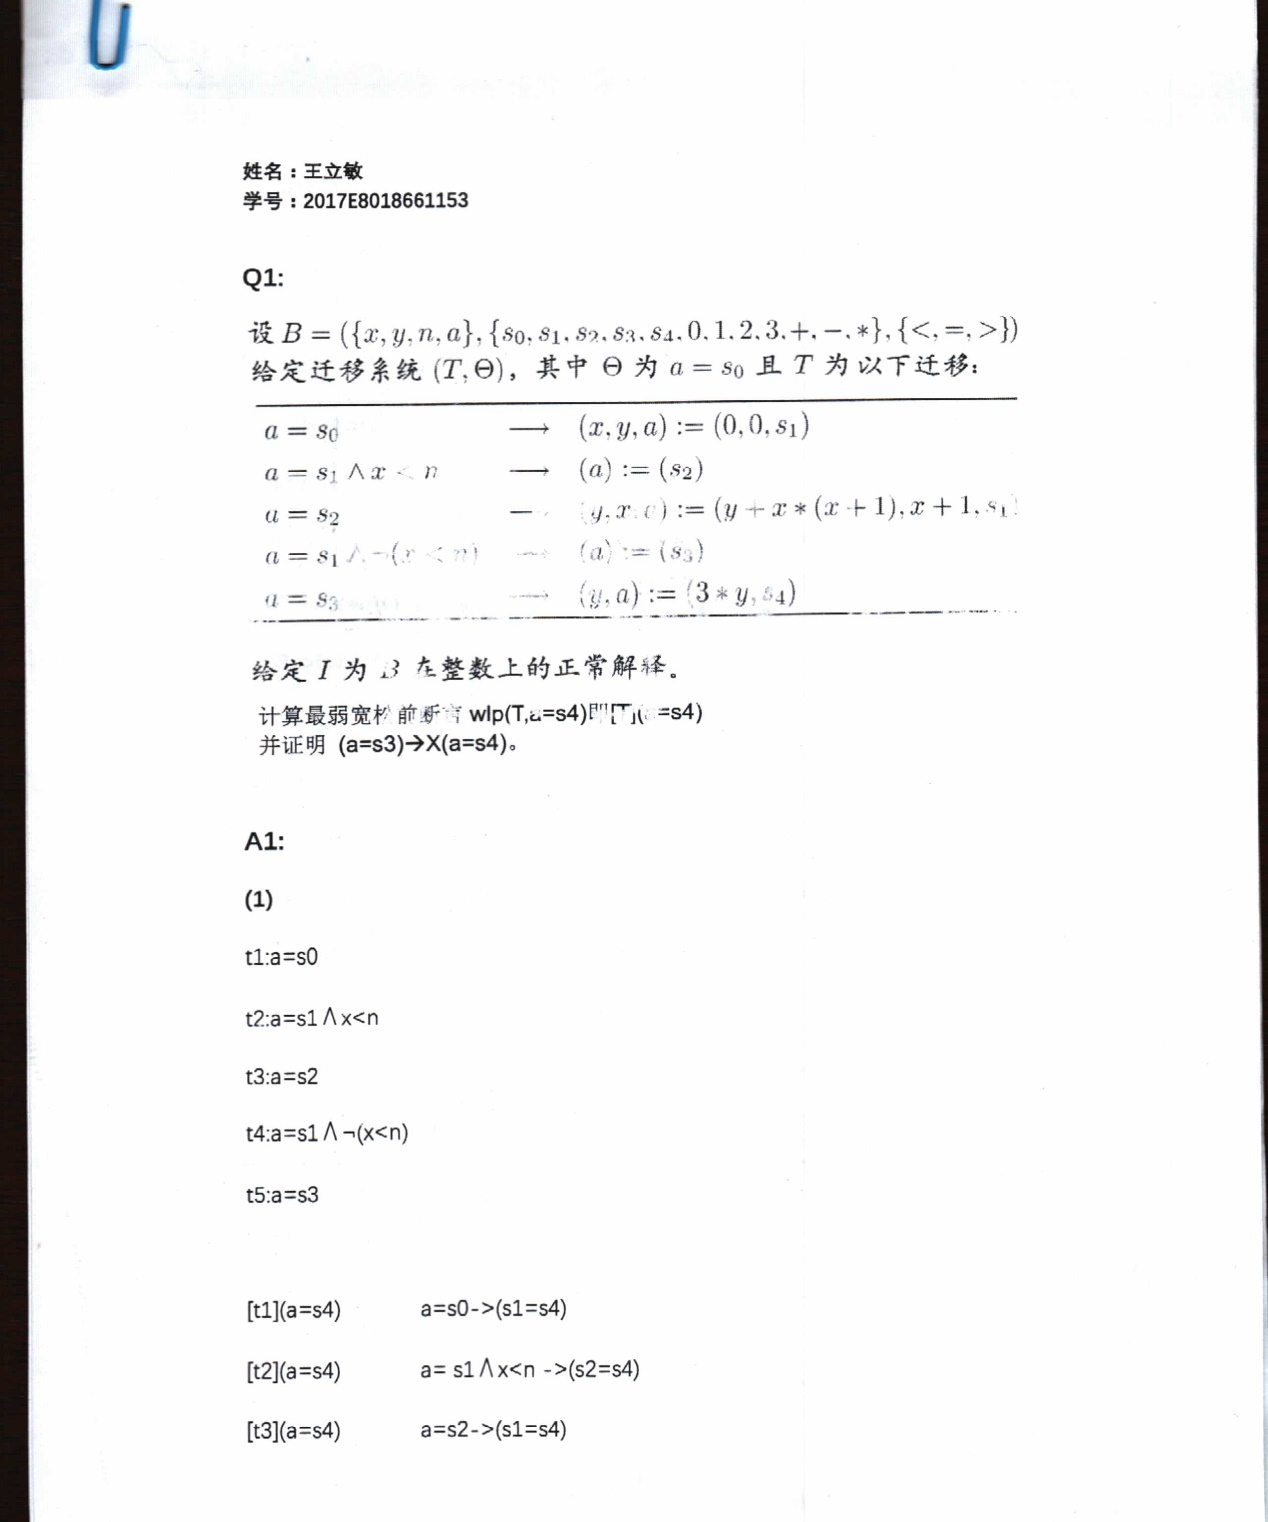 姓名：王立敏
学号：2017E8018661153
Q1:
设 B = ({x, y, n, a}, {s₀, s₁, s₂, s₃, s₄, 0, 1, 2, 3, +, −, *}, {<, =, >})
给定迁移系统 (T, Θ)，其中 Θ 为 a = s₀ 且 T 为以下迁移：
a = s₀ ⟶ (x, y, a) := (0, 0, s₁)
a = s₁ ∧ x < n ⟶ (a) := (s₂)
a = s₂ ⟶ (y, x, a) := (y + x * (x + 1), x + 1, s₁)
a = s₁ ∧ ¬(x < n) ⟶ (a) := (s₃)
a = s₃ ⟶ (y, a) := (3 * y, s₄)
给定 I 为 B 在整数上的正常解释。
计算最弱宽松前断言 wlp(T,a=s4)即[T](a=s4)
并证明 (a=s3)→X(a=s4)。
A1:
(1)
t1:a=s0
t2:a=s1∧x<n
t3:a=s2
t4:a=s1∧¬(x<n)
t5:a=s3
[t1](a=s4) a=s0->(s1=s4)
[t2](a=s4) a= s1∧x<n ->(s2=s4)
[t3](a=s4) a=s2->(s1=s4)